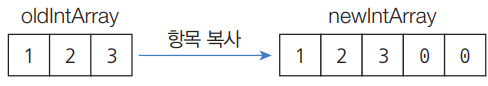 oldIntArray
newIntArray
항목 복사
1 2 3
1 2 3 0 0